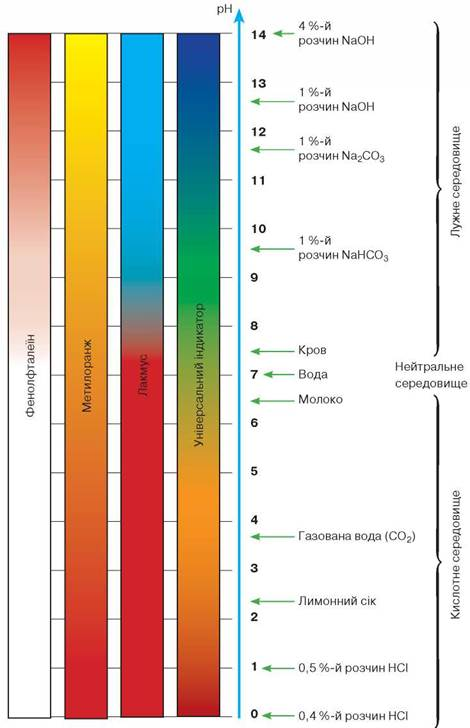 pH
14
4 %-й
розчин NaOH
13
1 %-й
розчин NaOH
12
1 %-й
розчин Na₂CO₃
11
10
1 %-й
розчин NaHCO₃
9
8
Кров
7
Вода
Молоко
6
5
4
Газована вода (CO₂)
3
Лимонний сік
2
1
0,5 %-й розчин HCl
0
0,4 %-й розчин HCl
Фенолфталеїн
Метилоранж
Лакмус
Універсальний індикатор
Лужне середовище
Нейтральне
середовище
Кислотне середовище